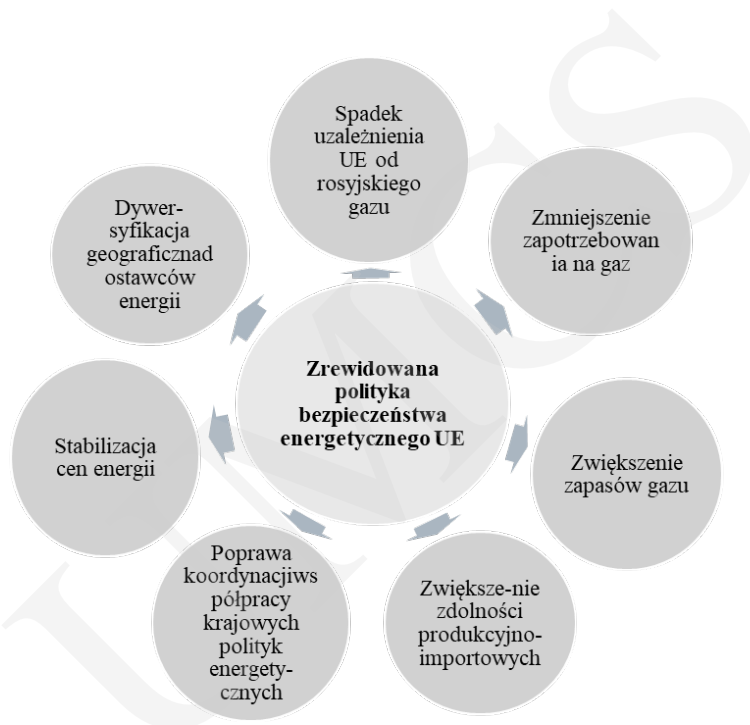 Spadek
uzależnienia
UE od
rosyjskiego
gazu
Zmniejszenie
zapotrzebowan
ia na gaz
Zwiększenie
zapasów gazu
Zwiększe-nie
zdolności
produkcyjno-
importowych
Poprawa
koordynacjiws
półpracy
krajowych
polityk
energety-
cznych
Stabilizacja
cen energii
Dywer-
syfikacja
geograficznad
ostawców
energii
Zrewidowana
polityka
bezpieczeństwa
energetycznego UE
UMCS